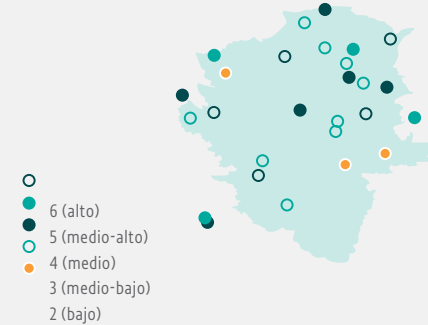 6 (alto)
5 (medio-alto)
4 (medio)
3 (medio-bajo)
2 (bajo)